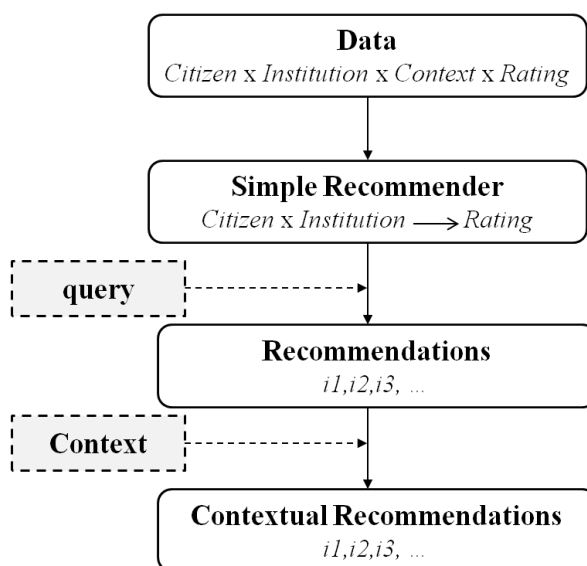 Data
Citizen x Institution x Context x Rating
Simple Recommender
Citizen x Institution → Rating
query
Recommendations
i1,i2,i3, ...
Context
Contextual Recommendations
i1,i2,i3, ...